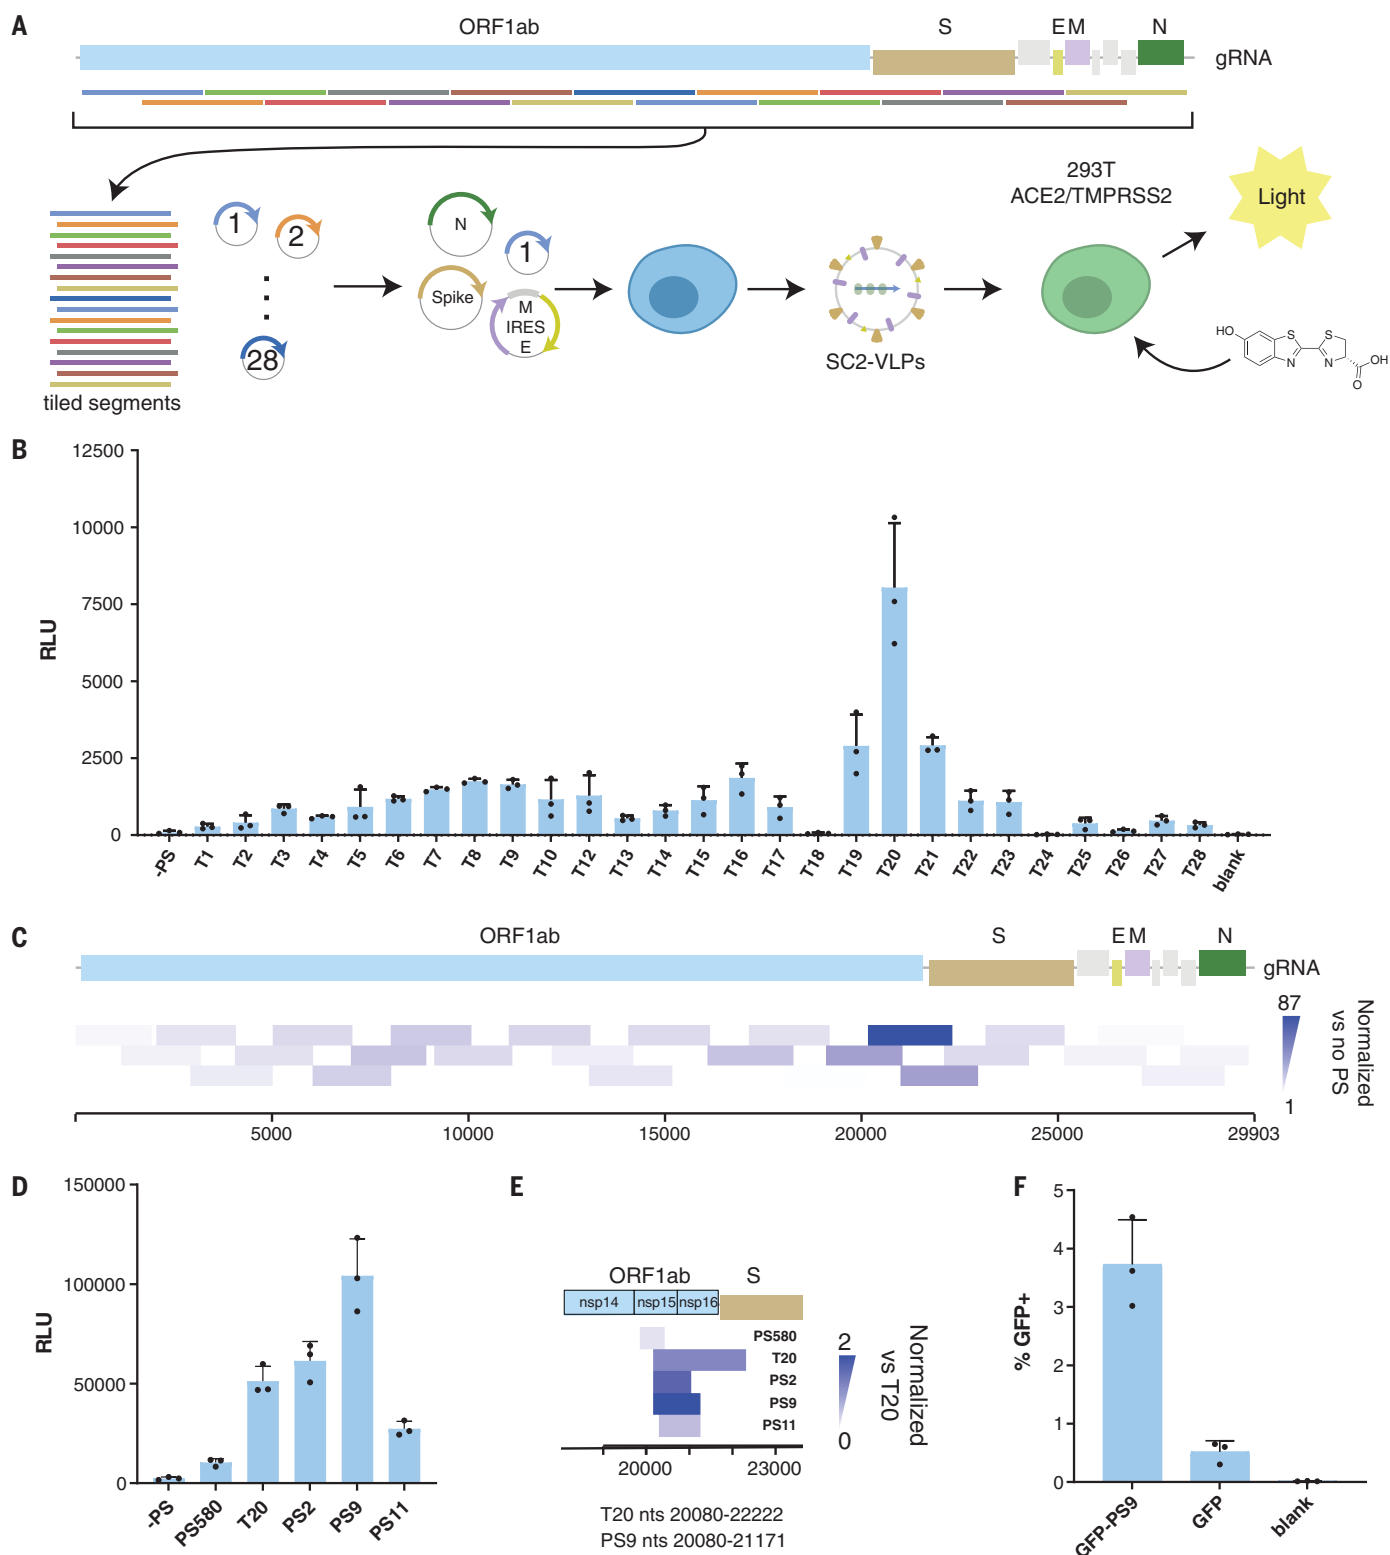 A
ORF1ab
S
E M
N
gRNA
293T
ACE2/TMPRSS2
Light
1
2
28
N
1
Spike
M
IRES
E
SC2-VLPs
HO
S
N
S
N
OH
O
tiled segments
B
RLU
12500
10000
7500
5000
2500
0
-PS
T1
T2
T3
T4
T5
T6
T7
T8
T9
T10
T12
T13
T14
T15
T16
T17
T18
T19
T20
T21
T22
T23
T24
T25
T26
T27
T28
blank
C
ORF1ab
S
E M
N
gRNA
87
1
Normalized
vs no PS
5000
10000
15000
20000
25000
29903
D
RLU
150000
100000
50000
0
-PS
PS580
T20
PS2
PS9
PS11
E
ORF1ab
S
nsp14
nsp15
nsp16
PS580
T20
PS2
PS9
PS11
2
0
Normalized
vs T20
20000
23000
T20 nts 20080-22222
PS9 nts 20080-21171
F
% GFP+
5
4
3
2
1
0
GFP-PS9
GFP
blank